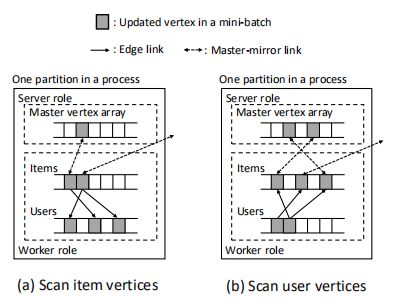 : Updated vertex in a mini-batch
: Edge link
: Master-mirror link
One partition in a process
Server role
Master vertex array
Items
Users
Worker role
(a) Scan item vertices
One partition in a process
Server role
Master vertex array
Items
Users
Worker role
(b) Scan user vertices